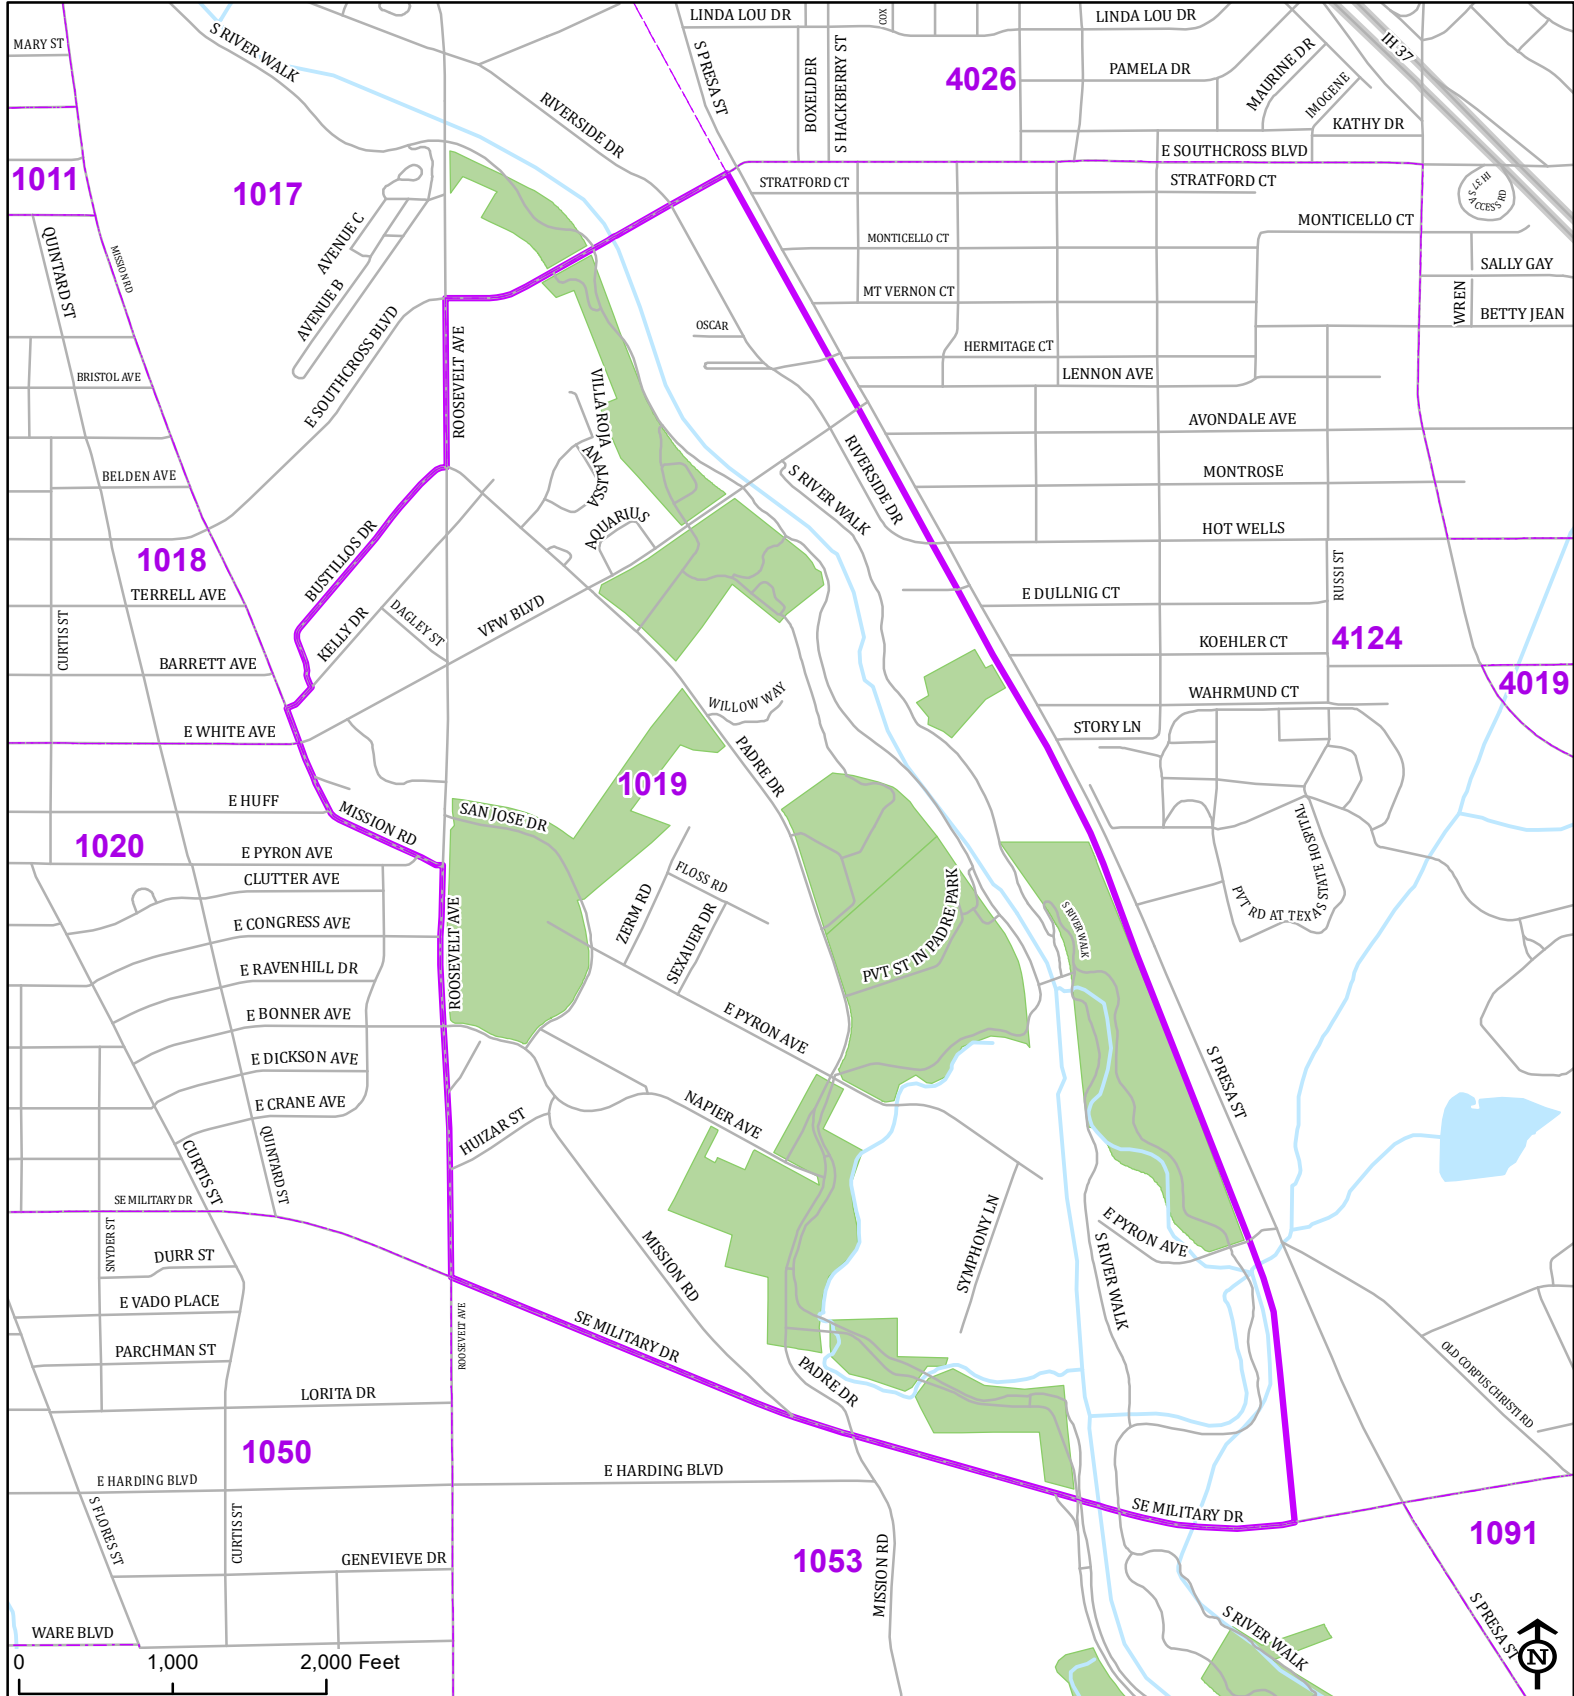 LINDA LOU DR
COX
LINDA LOU DR
S RIVER WALK
MARY ST
S PRESA ST
IH 37
PAMELA DR
MAURINE DR
4026
BOXELDER
S HACKBERRY ST
IMOGENE
RIVERSIDE DR
KATHY DR
E SOUTHCROSS BLVD
1011
1017
STRATFORD CT
STRATFORD CT
IH 37 S ACCESS RD
AVENUE C
MONTICELLO CT
MONTICELLO CT
QUINTARD ST
MISSION RD
SALLY GAY
AVENUE B
MT VERNON CT
WREN
BETTY JEAN
OSCAR
ROOSEVELT AVE
HERMITAGE CT
E SOUTHCROSS BLVD
BRISTOL AVE
LENNON AVE
VILLA ROJA
AVONDALE AVE
ANALISSA
RIVERSIDE DR
BELDEN AVE
S RIVER WALK
MONTROSE
AQUARIUS
HOT WELLS
BUSTILLOS DR
1018
RUSSI ST
TERRELL AVE
E DULLNIG CT
VFW BLVD
DAGLEY ST
KELLY DR
CURTIS ST
KOEHLER CT
4124
BARRETT AVE
4019
WAHRMUND CT
WILLOW WAY
E WHITE AVE
STORY LN
PADRE DR
1019
E HUFF
MISSION RD
SAN JOSE DR
1020
E PYRON AVE
PVT RD AT TEXAS STATE HOSPITAL
CLUTTER AVE
FLOSS RD
ZERM RD
E CONGRESS AVE
SEXAUER DR
PVT ST IN PADRE PARK
S RIVER WALK
ROOSEVELT AVE
E RAVENHILL DR
E BONNER AVE
E PYRON AVE
E DICKSON AVE
S PRESA ST
E CRANE AVE
NAPIER AVE
HUIZAR ST
QUINTARD ST
CURTIS ST
SE MILITARY DR
SNYDER ST
DURR ST
E PYRON AVE
SYMPHONY LN
S RIVER WALK
MISSION RD
E VADO PLACE
ROOSEVELT AVE
SE MILITARY DR
PARCHMAN ST
PADRE DR
OLD CORPUS CHRISTI RD
LORITA DR
1050
E HARDING BLVD
E HARDING BLVD
S FLORES ST
CURTIS ST
SE MILITARY DR
1091
GENEVIEVE DR
1053
MISSION RD
WARE BLVD
S RIVER WALK
S PRESA ST
0 1,000 2,000 Feet
N